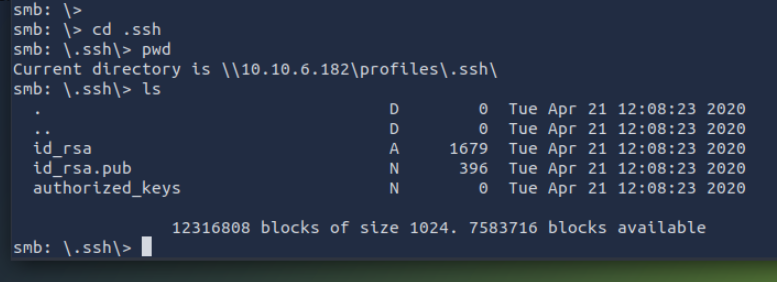 smb: \>
smb: \> cd .ssh
smb: \.ssh\> pwd
Current directory is \\10.10.6.182\profiles\.ssh\
smb: \.ssh\> ls
. D 0 Tue Apr 21 12:08:23 2020
.. D 0 Tue Apr 21 12:08:23 2020
id_rsa A 1679 Tue Apr 21 12:08:23 2020
id_rsa.pub N 396 Tue Apr 21 12:08:23 2020
authorized_keys N 0 Tue Apr 21 12:08:23 2020
12316808 blocks of size 1024. 7583716 blocks available
smb: \.ssh\>